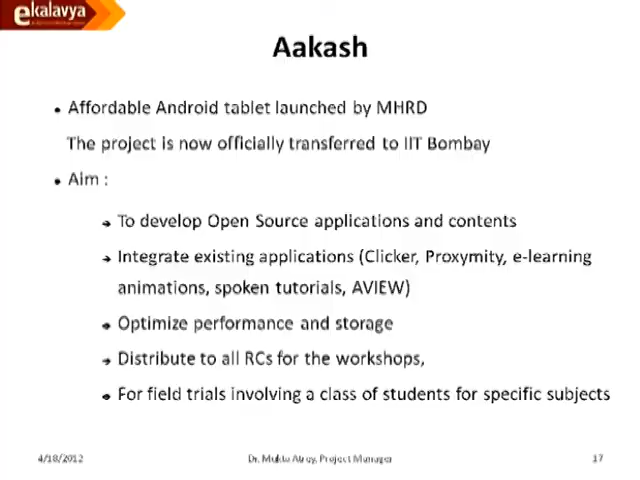 ekalavya
Aakash
• Affordable Android tablet launched by MHRD
The project is now officially transferred to IIT Bombay
• Aim :
➔ To develop Open Source applications and contents
➔ Integrate existing applications (Clicker, Proxymity, e-learning
animations, spoken tutorials, AVIEW)
➔ Optimize performance and storage
➔ Distribute to all RCs for the workshops,
➔ For field trials involving a class of students for specific subjects
4/18/2012 Dr. Mukta Atrey, Project Manager 17